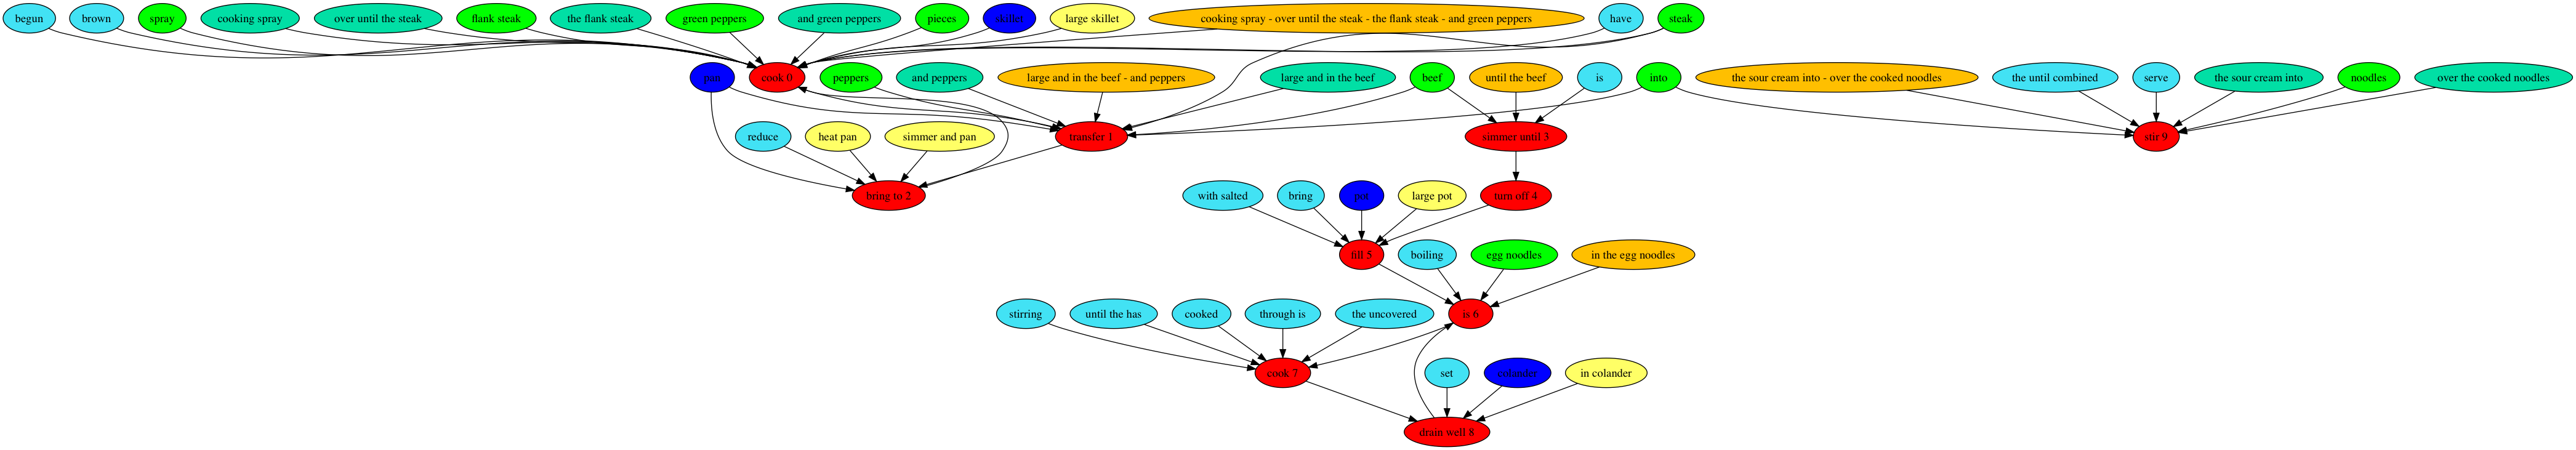 begun
brown
spray
cooking spray
over until the steak
flank steak
the flank steak
green peppers
and green peppers
pieces
skillet
large skillet
cooking spray - over until the steak - the flank steak - and green peppers
have
steak
pan
cook 0
peppers
and peppers
large and in the beef - and peppers
large and in the beef
beef
until the beef
is
into
the sour cream into - over the cooked noodles
the until combined
serve
the sour cream into
noodles
over the cooked noodles
reduce
heat pan
simmer and pan
transfer 1
simmer until 3
stir 9
bring to 2
with salted
bring
pot
large pot
turn off 4
fill 5
boiling
egg noodles
in the egg noodles
stirring
until the has
cooked
through is
the uncovered
is 6
cook 7
set
colander
in colander
drain well 8